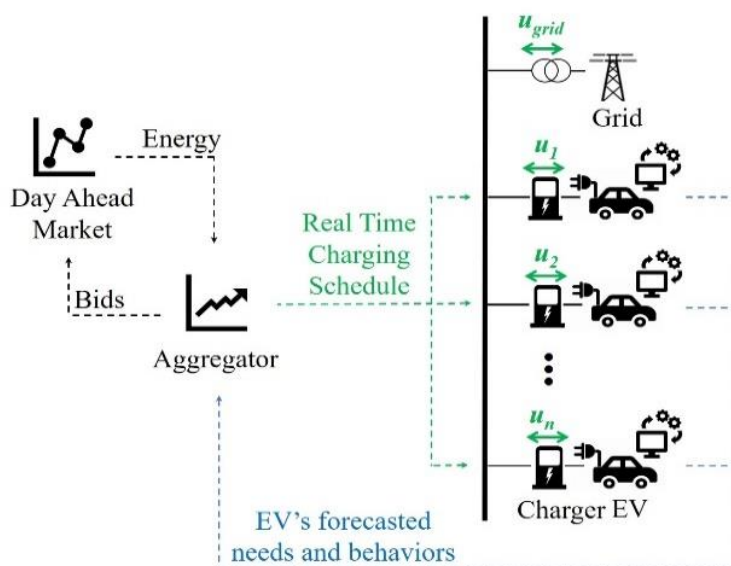 u_grid
Grid
Energy
Day Ahead
Market
Bids
Aggregator
Real Time
Charging
Schedule
u_1
u_2
u_n
Charger EV
EV's forecasted
needs and behaviors